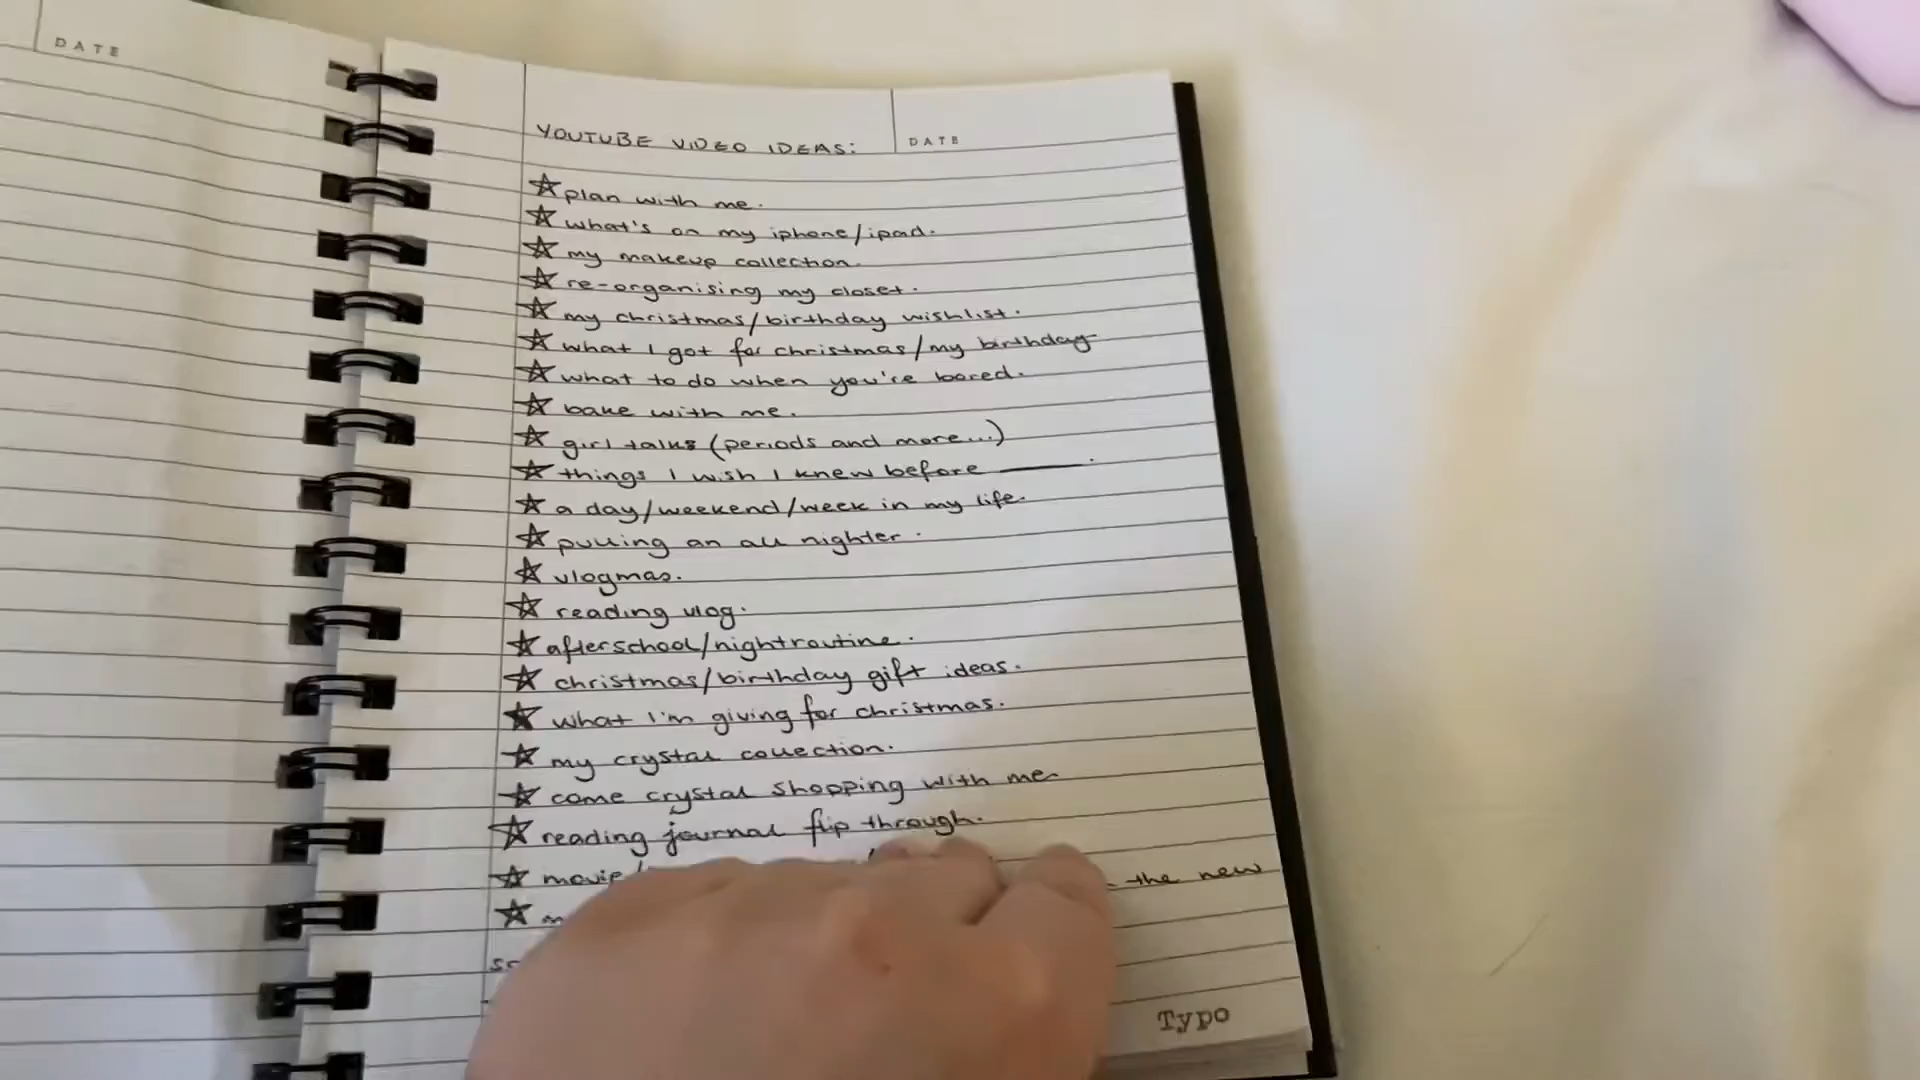 DATE
YOUTUBE VIDEO IDEAS:
DATE
☆ plan with me.
☆ what's on my iphone/ipad.
☆ my makeup collection.
☆ re-organising my closet.
☆ my christmas/birthday wishlist.
☆ what I got for christmas/my birthday
☆ what to do when you're bored.
☆ bake with me.
☆ girl talks (periods and more...)
☆ things I wish I knew before ______.
☆ a day/weekend/week in my life.
☆ pulling an all nighter.
☆ vlogmas.
☆ reading vlog.
☆ afterschool/nightroutine.
☆ christmas/birthday gift ideas.
☆ what I'm giving for christmas.
☆ my crystal collection.
☆ come crystal shopping with me
☆ reading journal flip through.
☆ movie/ the new
Typo